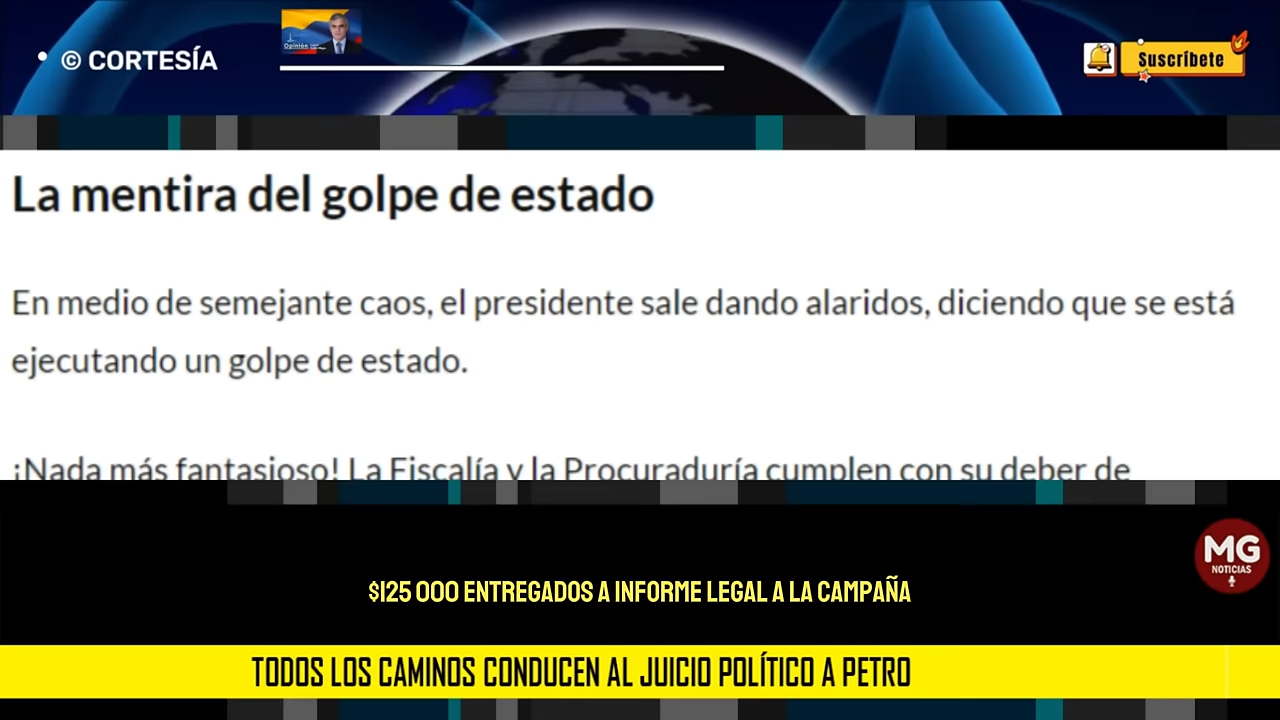 © CORTESÍA
Opinión
Suscríbete
La mentira del golpe de estado
En medio de semejante caos, el presidente sale dando alaridos, diciendo que se está
ejecutando un golpe de estado.
¡Nada más fantasioso! La Fiscalía y la Procuraduría cumplen con su deber de
MG
NOTICIAS
$125 000 ENTREGADOS A INFORME LEGAL A LA CAMPAÑA
TODOS LOS CAMINOS CONDUCEN AL JUICIO POLÍTICO A PETRO